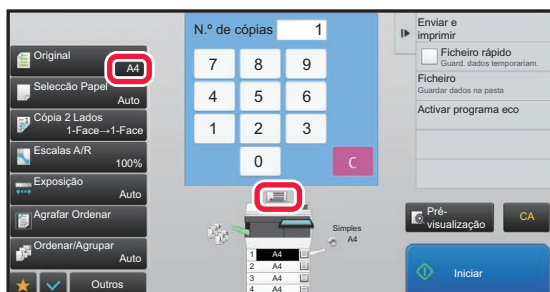 Original
A4
Selecção Papel
Auto
Cópia 2 Lados
1-Face→1-Face
Escalas A/R
100%
Exposição
Auto
Agrafar Ordenar
Ordenar/Agrupar
Auto
Outros
N.º de cópias 1
7 8 9
4 5 6
1 2 3
0 C
Simples
A4
1 A4
2 A4
3 A4
4 A4
Enviar e
imprimir
Ficheiro rápido
Guard. dados temporariam.
Ficheiro
Guardar dados na pasta
Activar programa eco
Pré-
visualização
CA
Iniciar